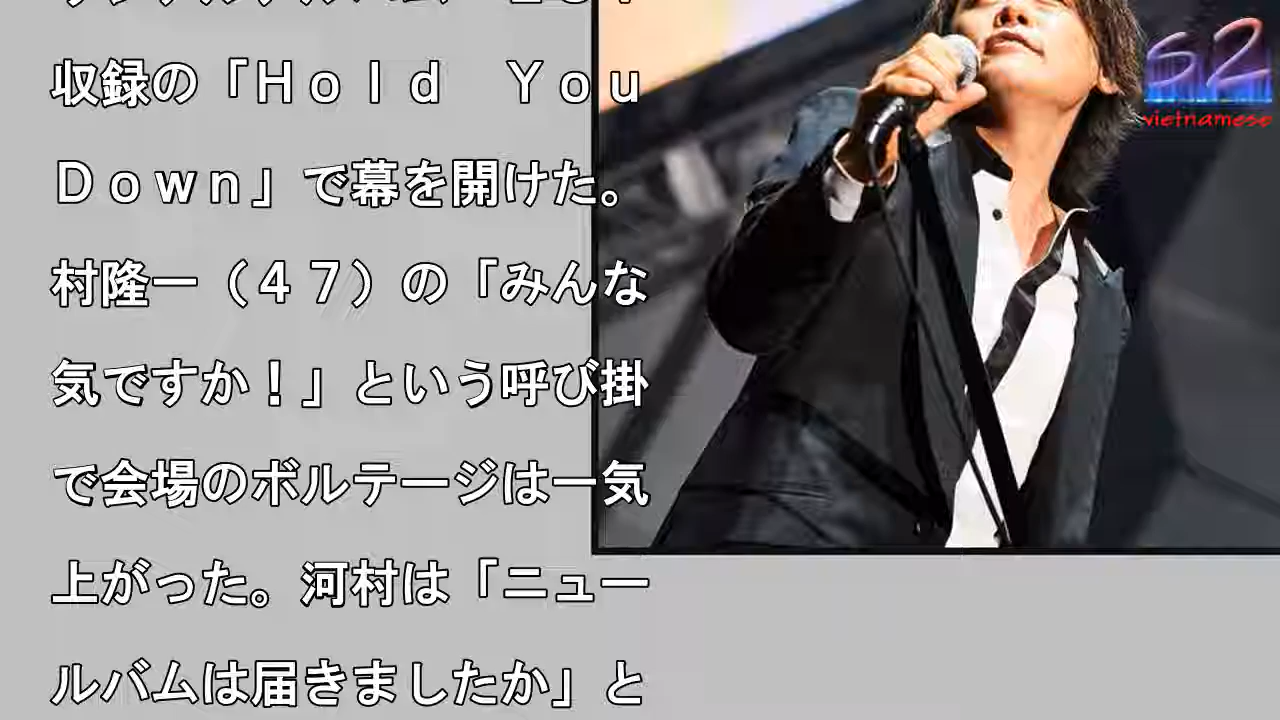 収録の「Ｈｏｌｄ　Ｙｏｕ
Ｄｏｗｎ」で幕を開けた。
村隆一（４７）の「みんな
気ですか！」という呼び掛
で会場のボルテージは一気
上がった。河村は「ニュー
ルバムは届きましたか」と
S2
vietnamese